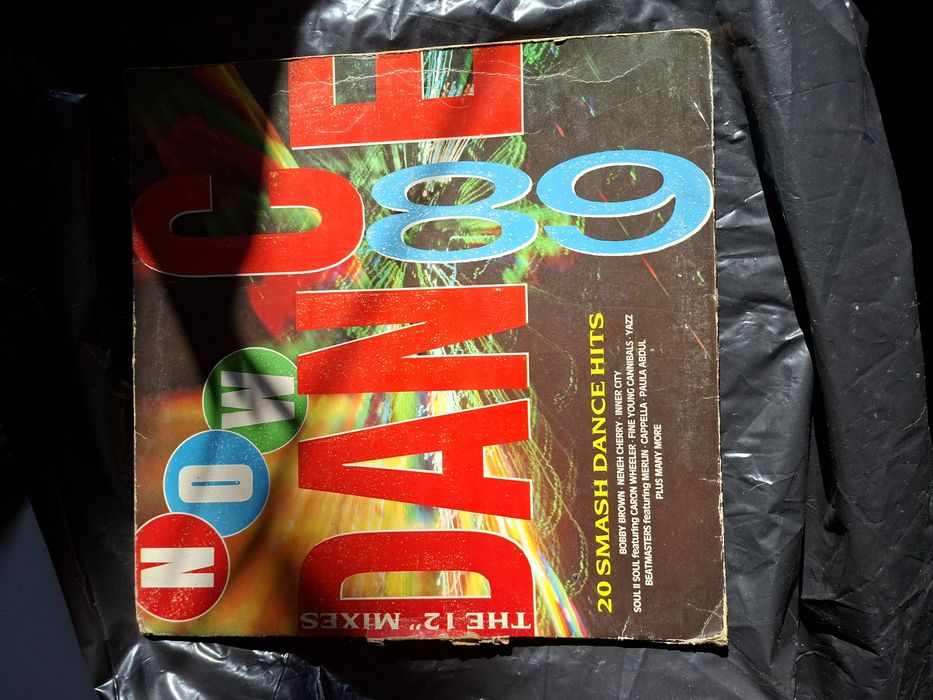 NOW
DANCE
89
THE 12" MIXES
20 SMASH DANCE HITS
BOBBY BROWN · NENEH CHERRY · INNER CITY
SOUL II SOUL featuring CARON WHEELER · FINE YOUNG CANNIBALS · YAZZ
BEATMASTERS featuring MERLIN · CAPPELLA · PAULA ABDUL
PLUS MANY MORE